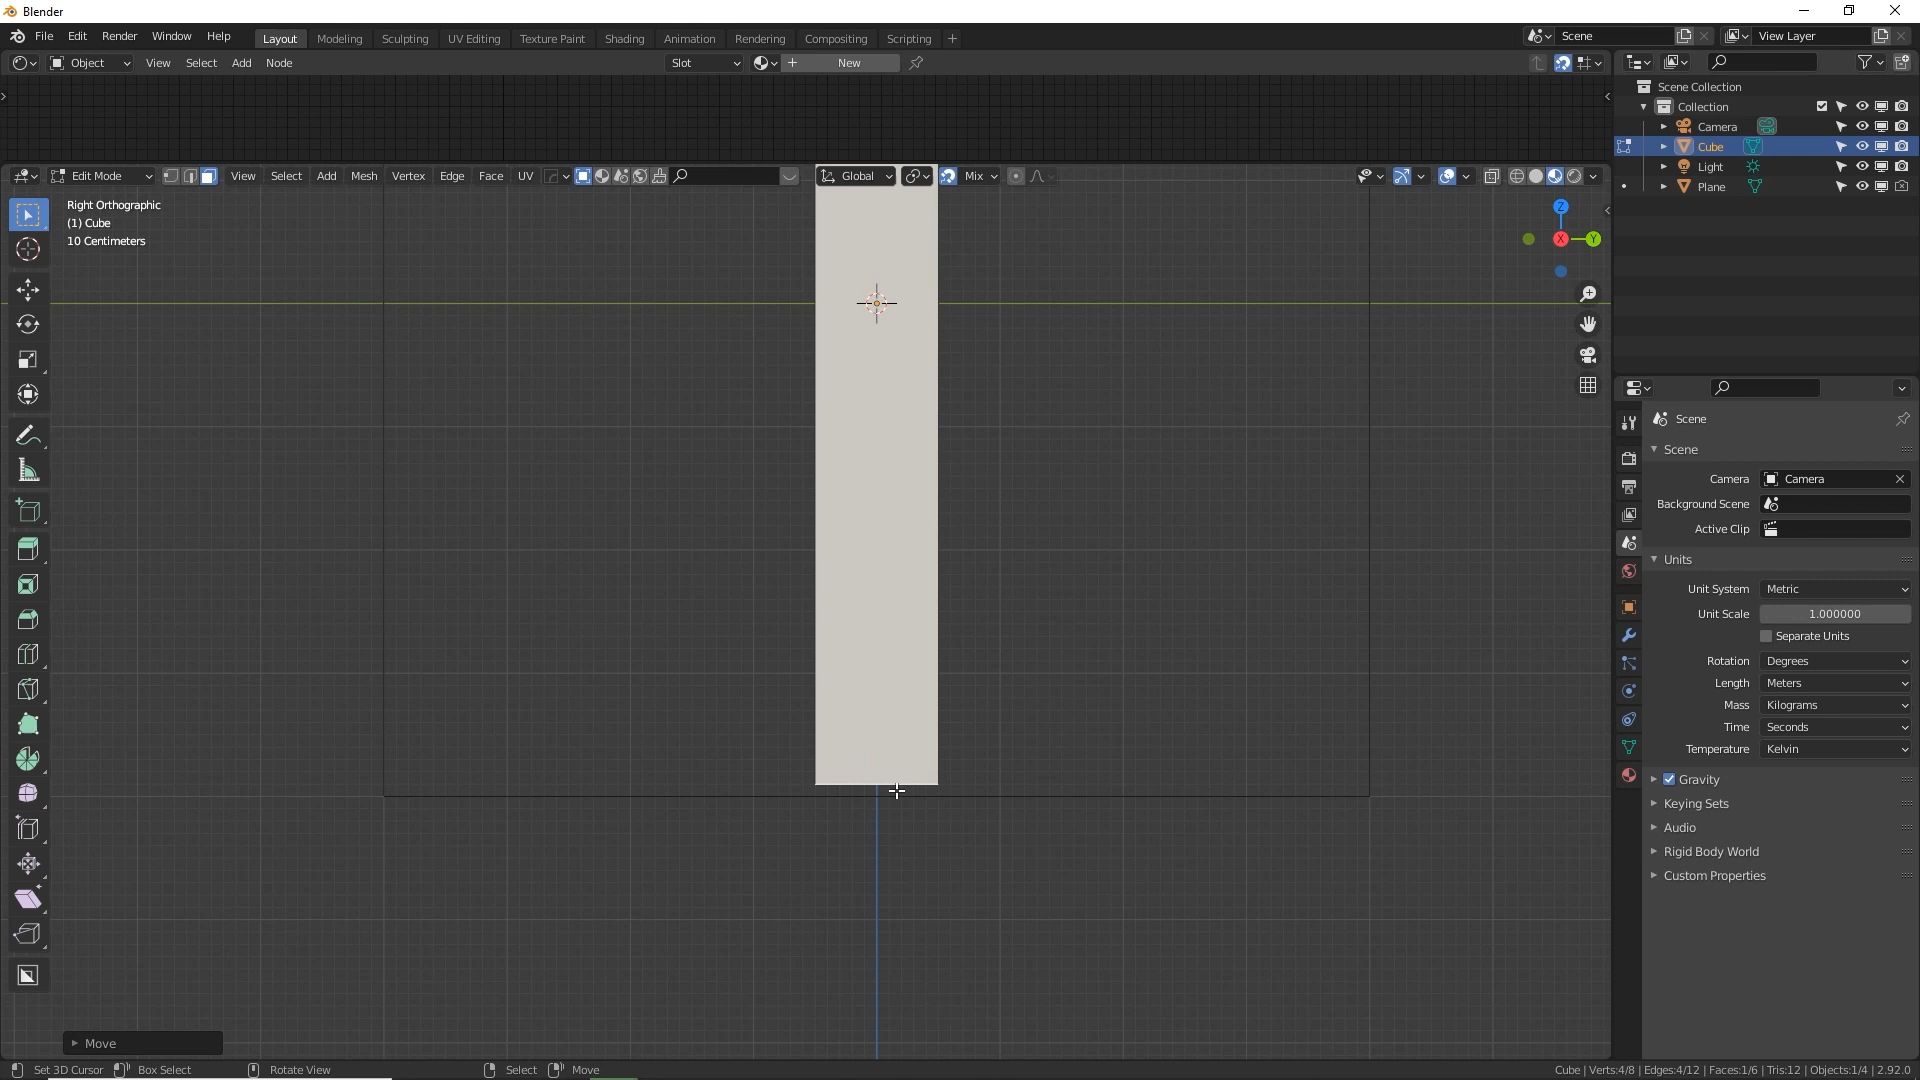 Blender
File Edit Render Window Help Layout Modeling Sculpting UV Editing Texture Paint Shading Animation Rendering Compositing Scripting + Scene View Layer
Object View Select Add Node Slot New
Scene Collection
Collection
Camera
Cube
Light
Plane
Edit Mode View Select Add Mesh Vertex Edge Face UV Global Mix
Right Orthographic
(1) Cube
10 Centimeters
Z
X
Y
Scene
Scene
Camera Camera
Background Scene
Active Clip
Units
Unit System Metric
Unit Scale 1.000000
Separate Units
Rotation Degrees
Length Meters
Mass Kilograms
Time Seconds
Temperature Kelvin
Gravity
Keying Sets
Audio
Rigid Body World
Custom Properties
Move
Set 3D Cursor Box Select Rotate View Select Move Cube | Verts:4/8 | Edges:4/12 | Faces:1/6 | Tris:12 | Objects:1/4 | 2.92.0